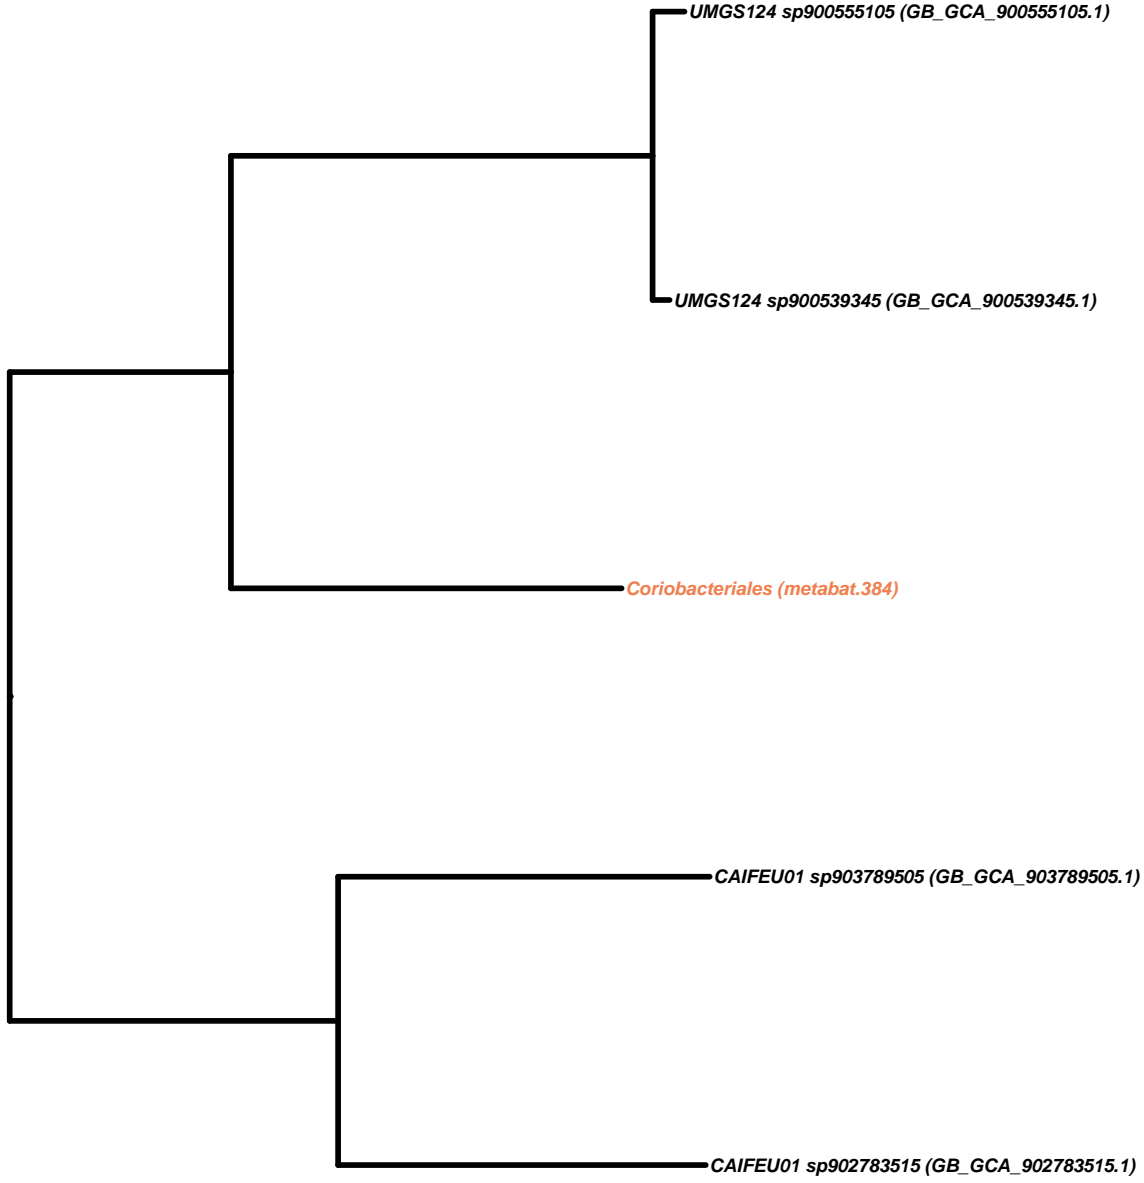 UMGS124 sp900555105 (GB_GCA_900555105.1)
UMGS124 sp900539345 (GB_GCA_900539345.1)
Coriobacteriales (metabat.384)
CAIFEU01 sp903789505 (GB_GCA_903789505.1)
CAIFEU01 sp902783515 (GB_GCA_902783515.1)